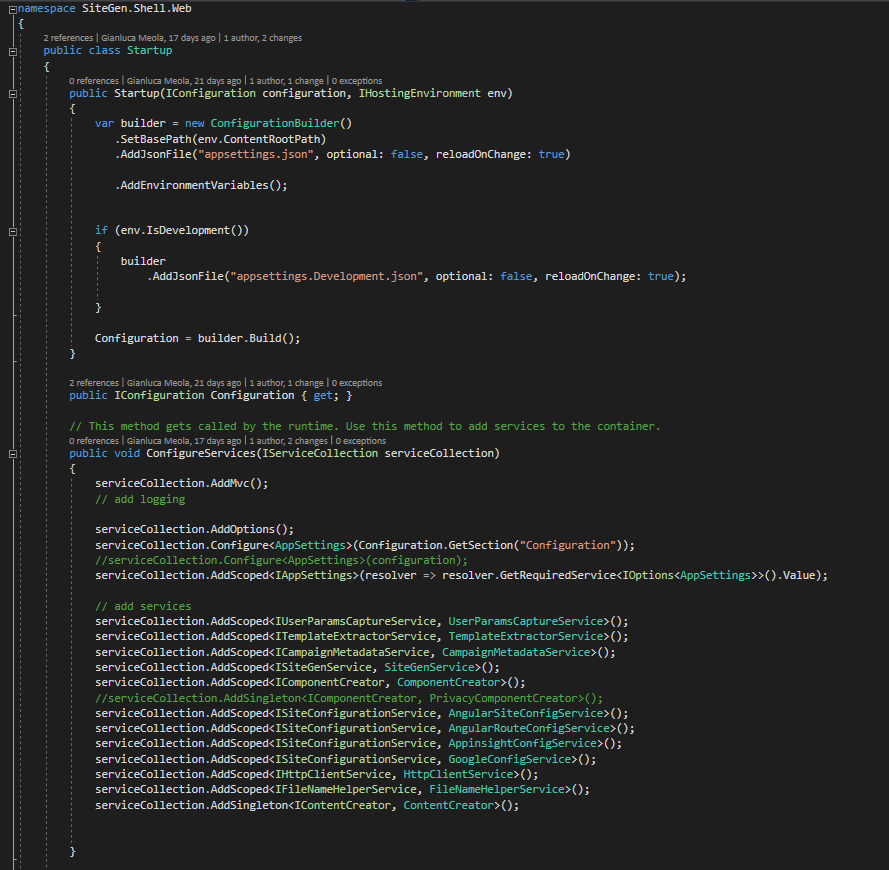 namespace SiteGen.Shell.Web
{
2 references | Gianluca Meola, 17 days ago | 1 author, 2 changes
public class Startup
{
0 references | Gianluca Meola, 21 days ago | 1 author, 1 change | 0 exceptions
public Startup(IConfiguration configuration, IHostingEnvironment env)
{
var builder = new ConfigurationBuilder()
.SetBasePath(env.ContentRootPath)
.AddJsonFile("appsettings.json", optional: false, reloadOnChange: true)
.AddEnvironmentVariables();
if (env.IsDevelopment())
{
builder
.AddJsonFile("appsettings.Development.json", optional: false, reloadOnChange: true);
}
Configuration = builder.Build();
}
2 references | Gianluca Meola, 21 days ago | 1 author, 1 change | 0 exceptions
public IConfiguration Configuration { get; }
// This method gets called by the runtime. Use this method to add services to the container.
0 references | Gianluca Meola, 17 days ago | 1 author, 2 changes | 0 exceptions
public void ConfigureServices(IServiceCollection serviceCollection)
{
serviceCollection.AddMvc();
// add logging
serviceCollection.AddOptions();
serviceCollection.Configure<AppSettings>(Configuration.GetSection("Configuration"));
//serviceCollection.Configure<AppSettings>(configuration);
serviceCollection.AddScoped<IAppSettings>(resolver => resolver.GetRequiredService<IOptions<AppSettings>>().Value);
// add services
serviceCollection.AddScoped<IUserParamsCaptureService, UserParamsCaptureService>();
serviceCollection.AddScoped<ITemplateExtractorService, TemplateExtractorService>();
serviceCollection.AddScoped<ICampaignMetadataService, CampaignMetadataService>();
serviceCollection.AddScoped<ISiteGenService, SiteGenService>();
serviceCollection.AddScoped<IComponentCreator, ComponentCreator>();
//serviceCollection.AddSingleton<IComponentCreator, PrivacyComponentCreator>();
serviceCollection.AddScoped<ISiteConfigurationService, AngularSiteConfigService>();
serviceCollection.AddScoped<ISiteConfigurationService, AngularRouteConfigService>();
serviceCollection.AddScoped<ISiteConfigurationService, AppinsightConfigService>();
serviceCollection.AddScoped<ISiteConfigurationService, GoogleConfigService>();
serviceCollection.AddScoped<IHttpClientService, HttpClientService>();
serviceCollection.AddScoped<IFileNameHelperService, FileNameHelperService>();
serviceCollection.AddSingleton<IContentCreator, ContentCreator>();
}